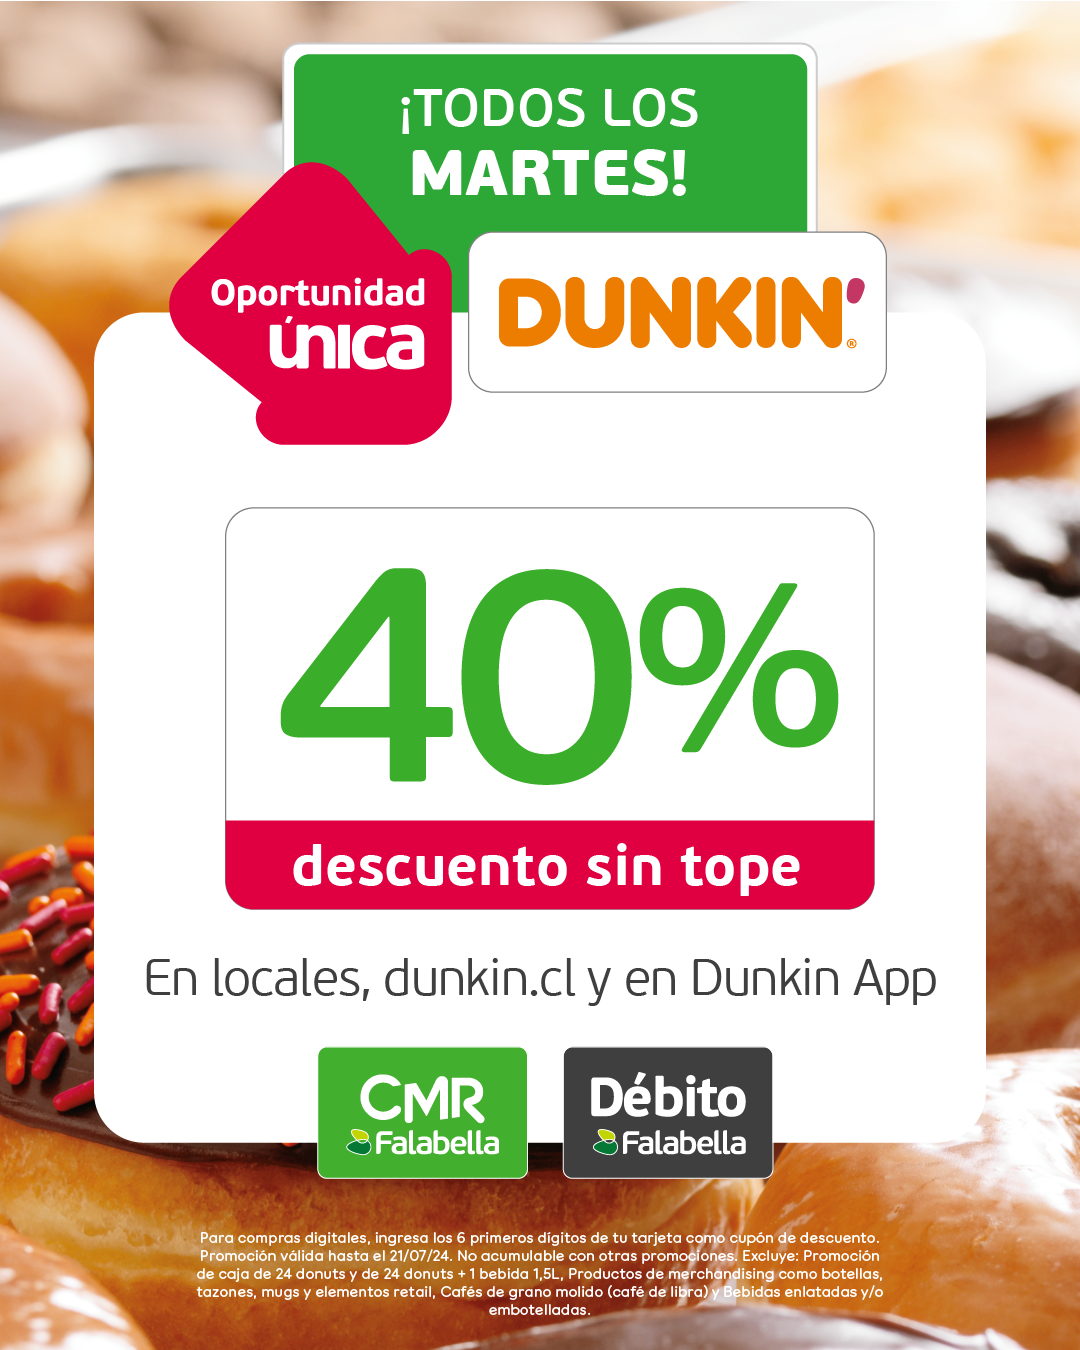 ¡TODOS LOS
MARTES!
Oportunidad
única
DUNKIN'®
40%
descuento sin tope
En locales, dunkin.cl y en Dunkin App
CMR
Falabella
Débito
Falabella
Para compras digitales, ingresa los 6 primeros dígitos de tu tarjeta como cupón de descuento.
Promoción válida hasta el 21/07/24. No acumulable con otras promociones. Excluye: Promoción
de caja de 24 donuts y de 24 donuts + 1 bebida 1,5L, Productos de merchandising como botellas,
tazones, mugs y elementos retail, Cafés de grano molido (café de libra) y Bebidas enlatadas y/o
embotelladas.